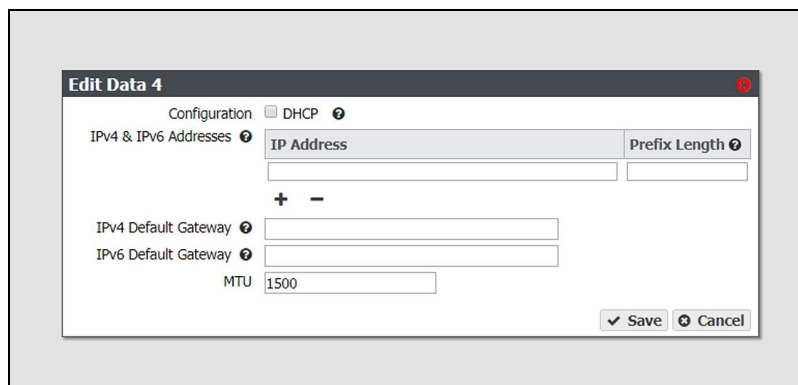 Edit Data 4
Configuration DHCP
IPv4 & IPv6 Addresses IP Address Prefix Length
IPv4 Default Gateway
IPv6 Default Gateway
MTU 1500
Save Cancel